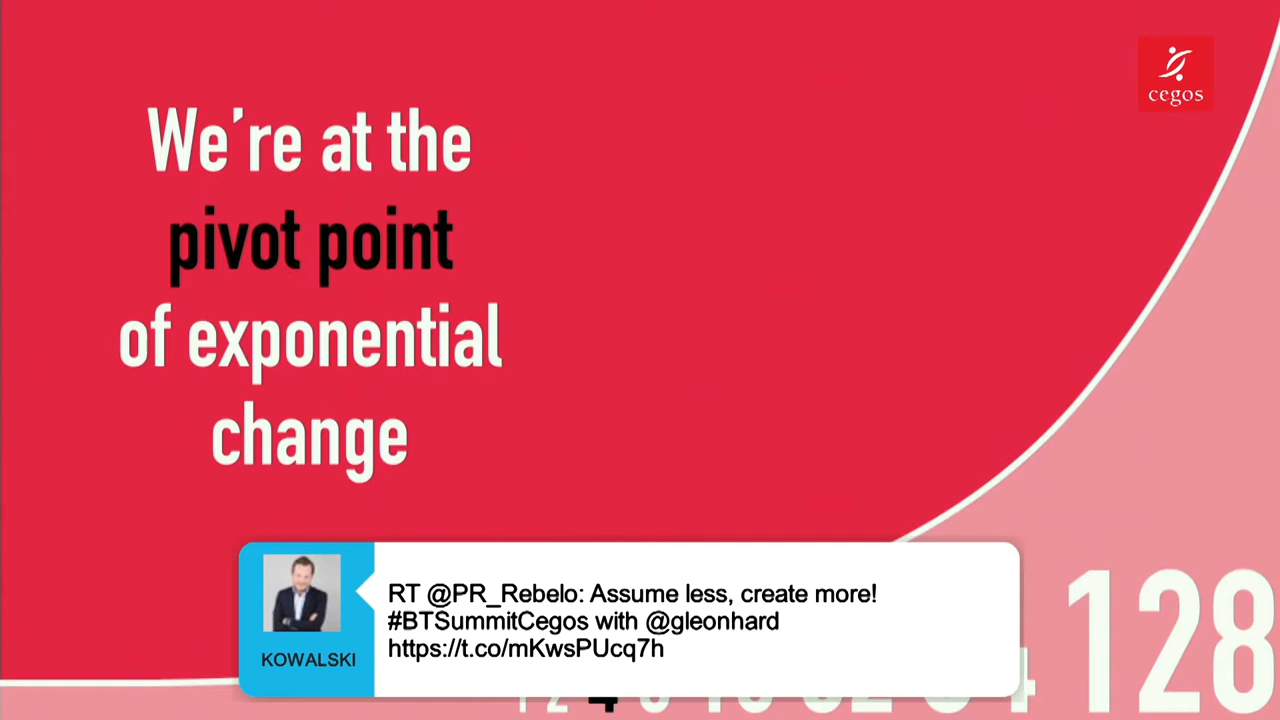 cegos
We're at the
pivot point
of exponential
change
RT @PR_Rebelo: Assume less, create more!
#BTSummitCegos with @gleonhard
https://t.co/mKwsPUcq7h
KOWALSKI
128